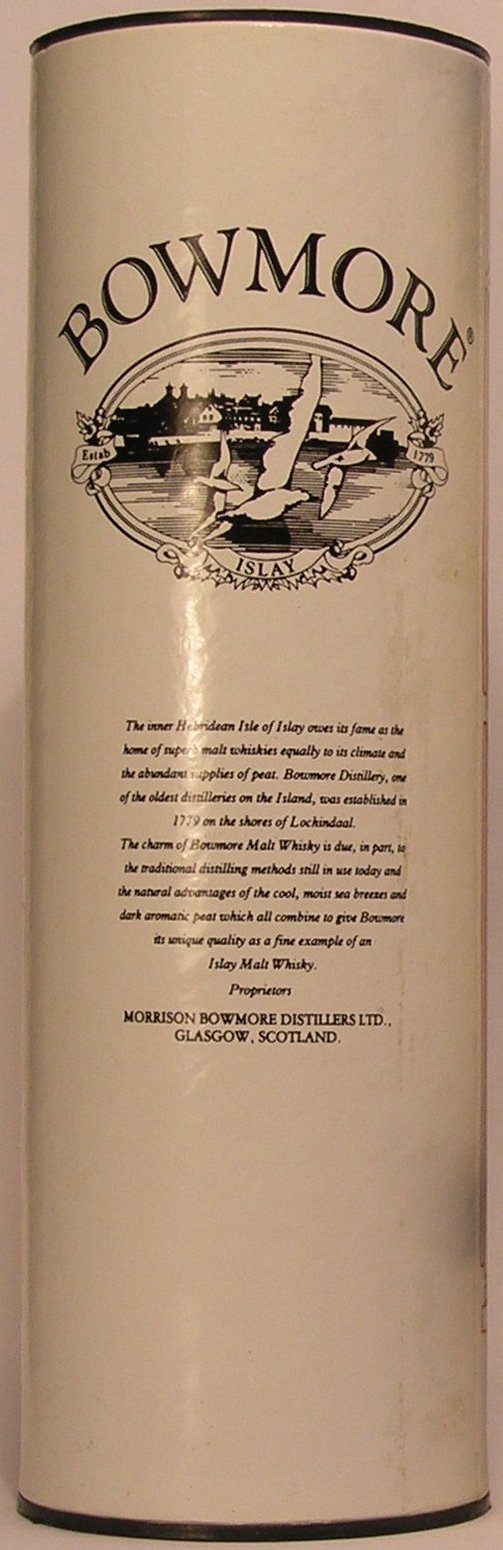 BOWMORE®
Estab 1779
ISLAY
The inner Hebridean Isle of Islay owes its fame as the
home of superb malt whiskies equally to its climate and
the abundant supplies of peat. Bowmore Distillery, one
of the oldest distilleries on the Island, was established in
1779 on the shores of Lochindaal.
The charm of Bowmore Malt Whisky is due, in part, to
the traditional distilling methods still in use today and
the natural advantages of the cool, moist sea breezes and
dark aromatic peat which all combine to give Bowmore
its unique quality as a fine example of an
Islay Malt Whisky.
Proprietors
MORRISON BOWMORE DISTILLERS LTD.,
GLASGOW, SCOTLAND.